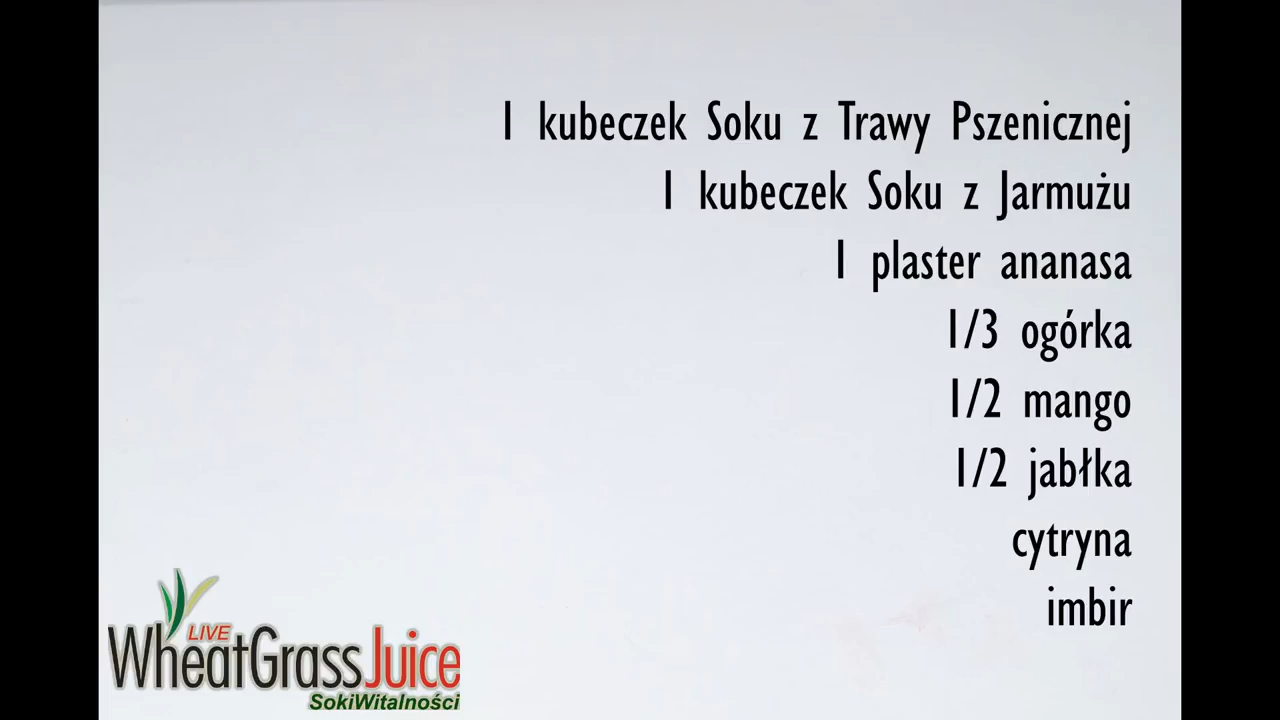 1 kubeczek Soku z Trawy Pszenicznej
1 kubeczek Soku z Jarmużu
1 plaster ananasa
1/3 ogórka
1/2 mango
1/2 jabłka
cytryna
imbir
LIVE
WheatGrassJuice
SokiWitalności